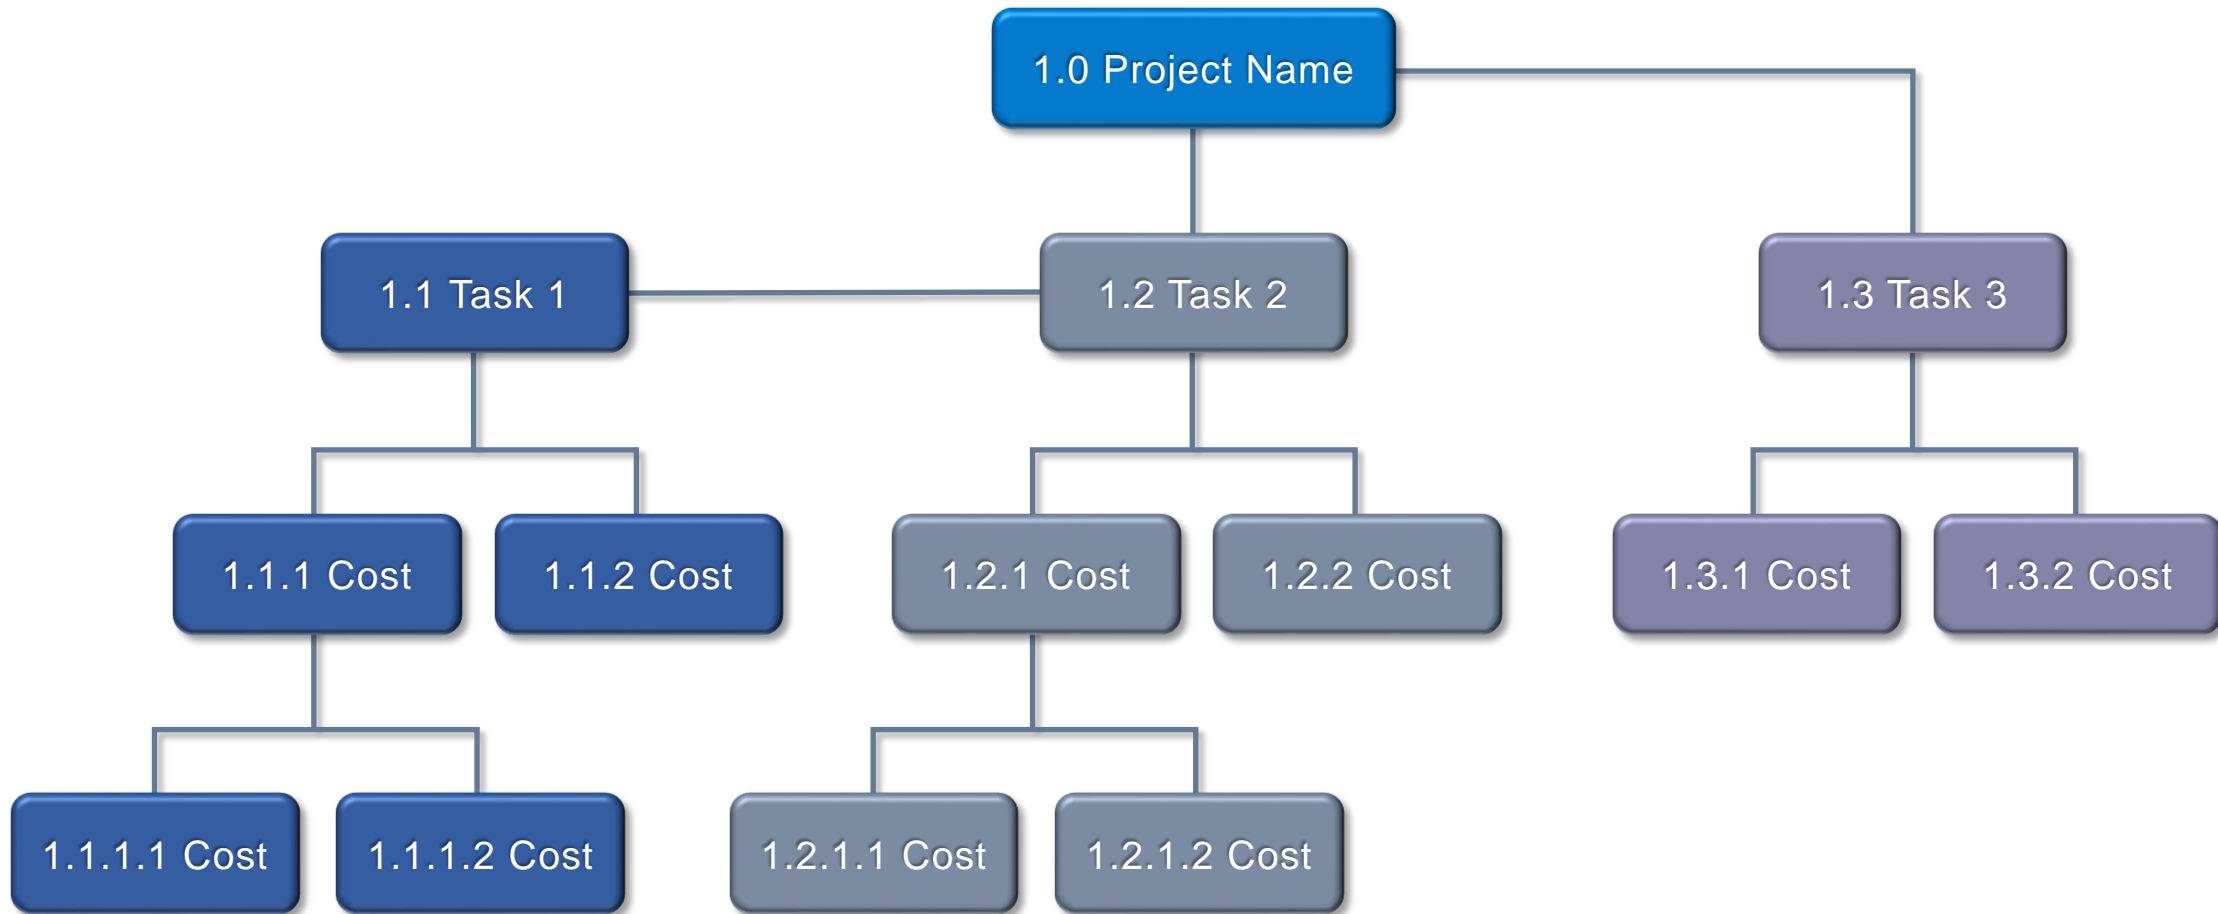 1.0 Project Name
1.1 Task 1
1.2 Task 2
1.3 Task 3
1.1.1 Cost
1.1.2 Cost
1.2.1 Cost
1.2.2 Cost
1.3.1 Cost
1.3.2 Cost
1.1.1.1 Cost
1.1.1.2 Cost
1.2.1.1 Cost
1.2.1.2 Cost